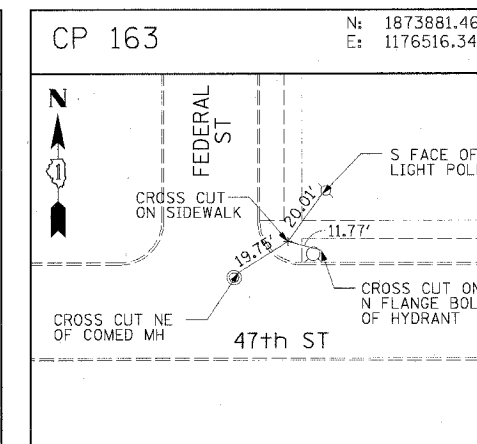 CP 163
N: 1873881.46
E: 1176516.34
N
1
FEDERAL
ST
S FACE OF
LIGHT POL
CROSS CUT
ON SIDEWALK
20.01'
11.77'
19.75'
CROSS CUT ON
N FLANGE BOL
OF HYDRANT
CROSS CUT NE
OF COMED MH
47th ST